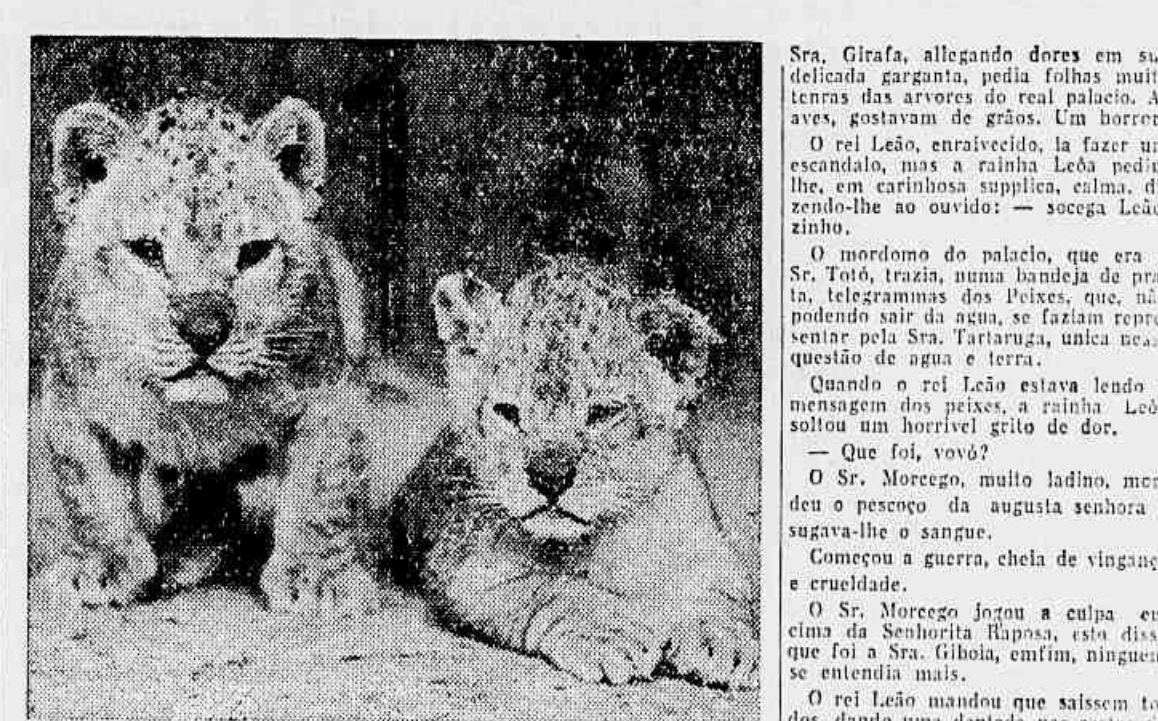 Sra. Girafa, allegando dores em su
delicada garganta, pedia folhas muit
tenras das arvores do real palacio. A
aves, gostavam de grãos. Um horror
O rei Leão, enraivecido, ia fazer um
escandalo, mas a rainha Leôa pediu
lhe, em carinhosa supplica, calma, di
zendo-lhe ao ouvido: — socega Leão
zinho.
O mordomo do palacio, que era
Sr. Totó, trazia, numa bandeja de pra
ta, telegrammas dos Peixes, que, nã
podendo sair da agua, se faziam repre
sentar pela Sra. Tartaruga, unica
questão de agua e terra.
Quando o rei Leão estava lendo
mensagem dos peixes, a rainha Leô
soltou um horrivel grito de dor.
— Que foi, vovó?
O Sr. Morcego, muito ladino, mor
deu o pescoço da augusta senhora
sugava-lhe o sangue.
Começou a guerra, cheia de vinganç
e crueldade.
O Sr. Morcego jogou a culpa em
cima da Senhorita Raposa, esta diss
que foi a Sra. Giboia, emfim, ninguem
se entendia mais.
O rei Leão mandou que saissem to
dos, dando uma